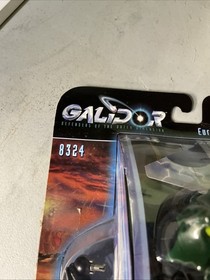 GALIDOR
DEFENDERS OF THE OUTER DIMENSION
8324